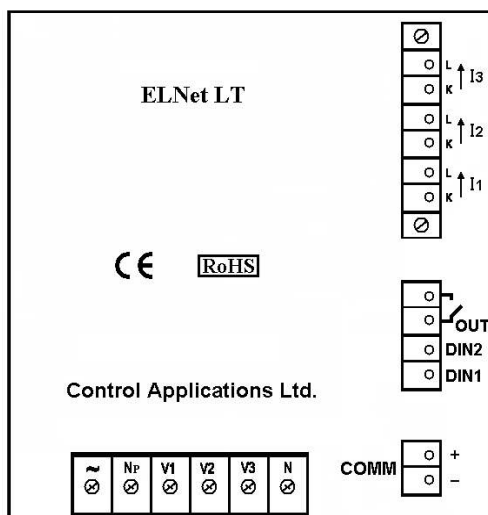 ELNet LT
L
I3
K
L
I2
K
L
I1
K
CE
RoHS
OUT
DIN2
DIN1
Control Applications Ltd.
~ NP V1 V2 V3 N
COMM
+
−